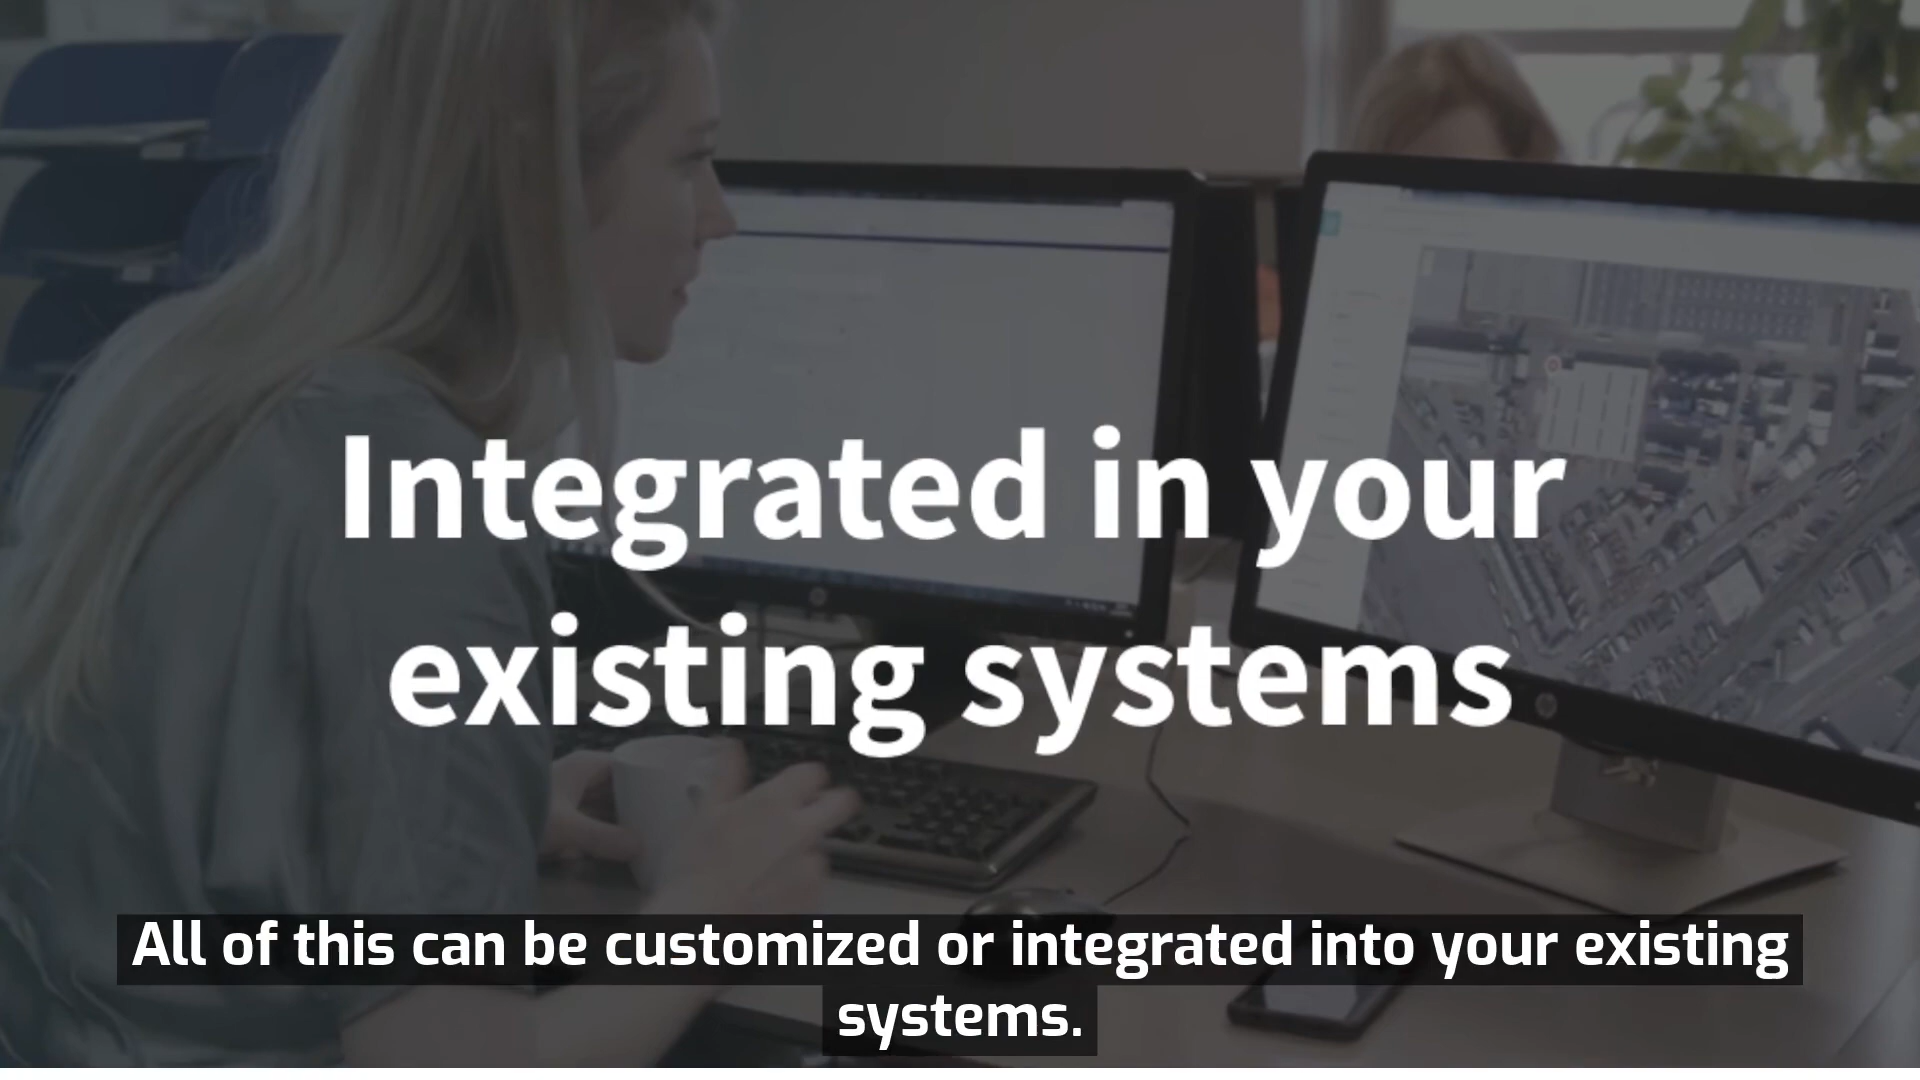 Integrated in your
existing systems
All of this can be customized or integrated into your existing
systems.